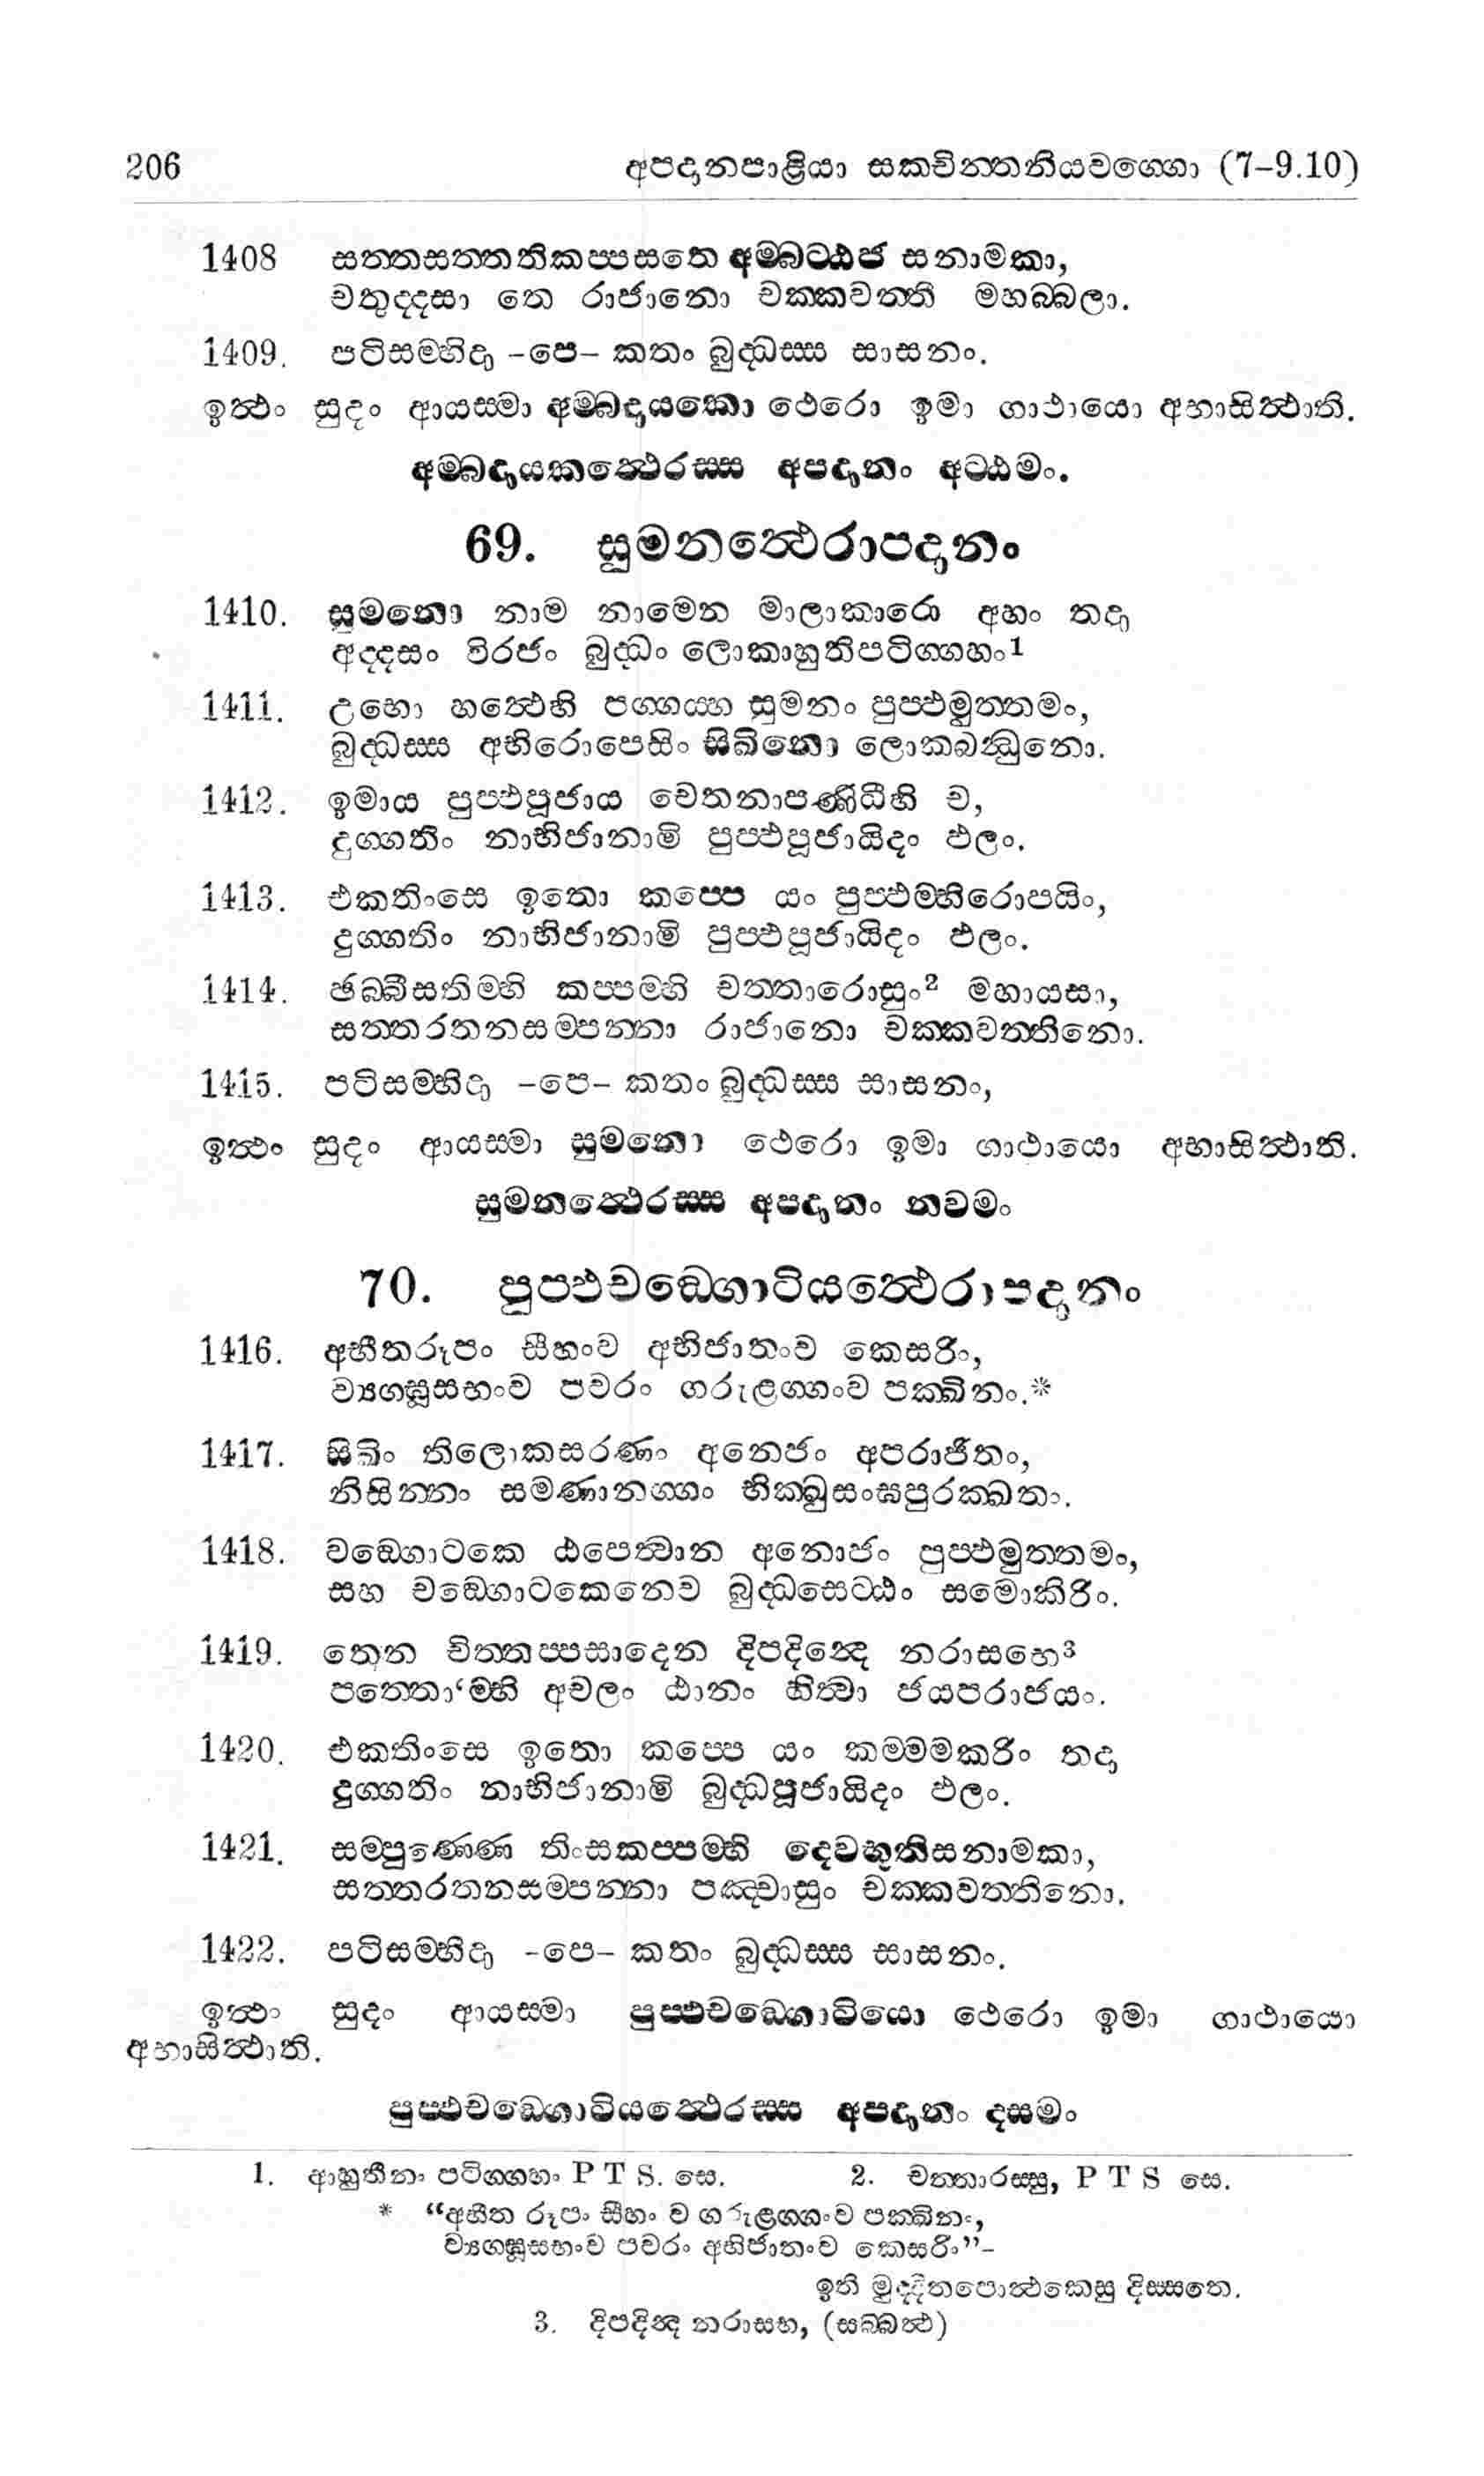 206 අපදානපාළියා සකචින්තනියවග්ගො (7–9.10)
1408 සත්තසත්තතිකප්පසතෙ අම්බට්ඨජ සනාමකා,
චතුද්දසා තෙ රාජානො චක්කවත්තී මහබ්බලා.
1409. පටිසම්භිදා –පෙ– කතං බුද්ධස්ස සාසනං.
ඉත්ථං සුදං ආයස්මා අම්බදායකො ථෙරො ඉමා ගාථායො අභාසිත්ථාති.
අම්බදායකත්ථෙරස්ස අපදානං අට්ඨමං.
69. සුමනත්ථෙරාපදානං
1410. සුමනො නාම නාමෙන මාලාකාරො අහං තදා
අද්දසං විරජං බුද්ධං ලොකාහුතිපටිග්ගහං1
1411. උභො හත්ථෙහි පග්ගය්හ සුමනං පුප්ඵමුත්තමං,
බුද්ධස්ස අභිරොපෙසිං සිඛිනො ලොකබන්ධුනො.
1412. ඉමාය පුප්ඵපූජාය චෙතනාපණිධීහි ච,
දුග්ගතිං නාභිජානාමි පුප්ඵපූජායිදං ඵලං.
1413. එකතිංසෙ ඉතො කප්පෙ යං පුප්ඵමභිරොපයිං,
දුග්ගතිං නාභිජානාමි පුප්ඵපූජායිදං ඵලං.
1414. ඡබ්බීසතිම්හි කප්පම්හි චත්තාරොසුං2 මහායසා,
සත්තරතනසම්පන්නා රාජානො චක්කවත්තිනො.
1415. පටිසම්භිදා –පෙ– කතං බුද්ධස්ස සාසනං,
ඉත්ථං සුදං ආයස්මා සුමනො ථෙරො ඉමා ගාථායො අභාසිත්ථාති.
සුමනත්ථෙරස්ස අපදානං නවමං
70. පුප්ඵචඞ්ගොටියත්ථෙරාපදානං
1416. අභීතරූපං සීහංව අභිජාතංව කෙසරිං,
ව්‍යග්ඝූසභංව පවරං ගරුළග්ගංව පක්ඛිනං.*
1417. සිඛිං තිලොකසරණං අනෙජං අපරාජිතං,
නිසින්නං සමණානග්ගං භික්ඛුසංඝපුරක්ඛතං.
1418. චඞ්ගොටකෙ ඨපෙත්වාන අනොජං පුප්ඵමුත්තමං,
සහ චඞ්ගොටකෙනෙව බුද්ධසෙට්ඨං සමොකිරිං.
1419. තෙන චිත්තප්පසාදෙන දිපදින්දෙ නරාසභෙ3
පත්තො‘ම්හි අචලං ඨානං හිත්වා ජයපරාජයං.
1420. එකතිංසෙ ඉතො කප්පෙ යං කම්මමකරිං තදා
දුග්ගතිං නාභිජානාමි බුද්ධපූජායිදං ඵලං.
1421. සම්පුණ්ණෙ තිංසකප්පම්හි දෙවභූතිසනාමකා,
සත්තරතනසම්පන්නා පඤ්චාසුං චක්කවත්තිනො.
1422. පටිසම්භිදා –පෙ– කතං බුද්ධස්ස සාසනං.
ඉත්ථං සුදං ආයස්මා පුප්ඵචඞ්ගොටියො ථෙරො ඉමා ගාථායො
අභාසිත්ථාති.
පුප්ඵචඞ්ගොටියත්ථෙරස්ස අපදානං දසමං
1. ආහුතීනං පටිග්ගහං P T S. සෙ. 2. චත්තාරස්සු, P T S සෙ.
* “අභීත රූපං සීහං ව ගරුළග්ගංව පක්ඛිනං,
ව්‍යග්ඝූසභංව පවරං අභිජාතංව කෙසරිං”–
ඉති මුද්දිතපොත්ථකෙසු දිස්සතෙ.
3. දිපදින්ද නරාසභ, (සබ්බත්ථ)